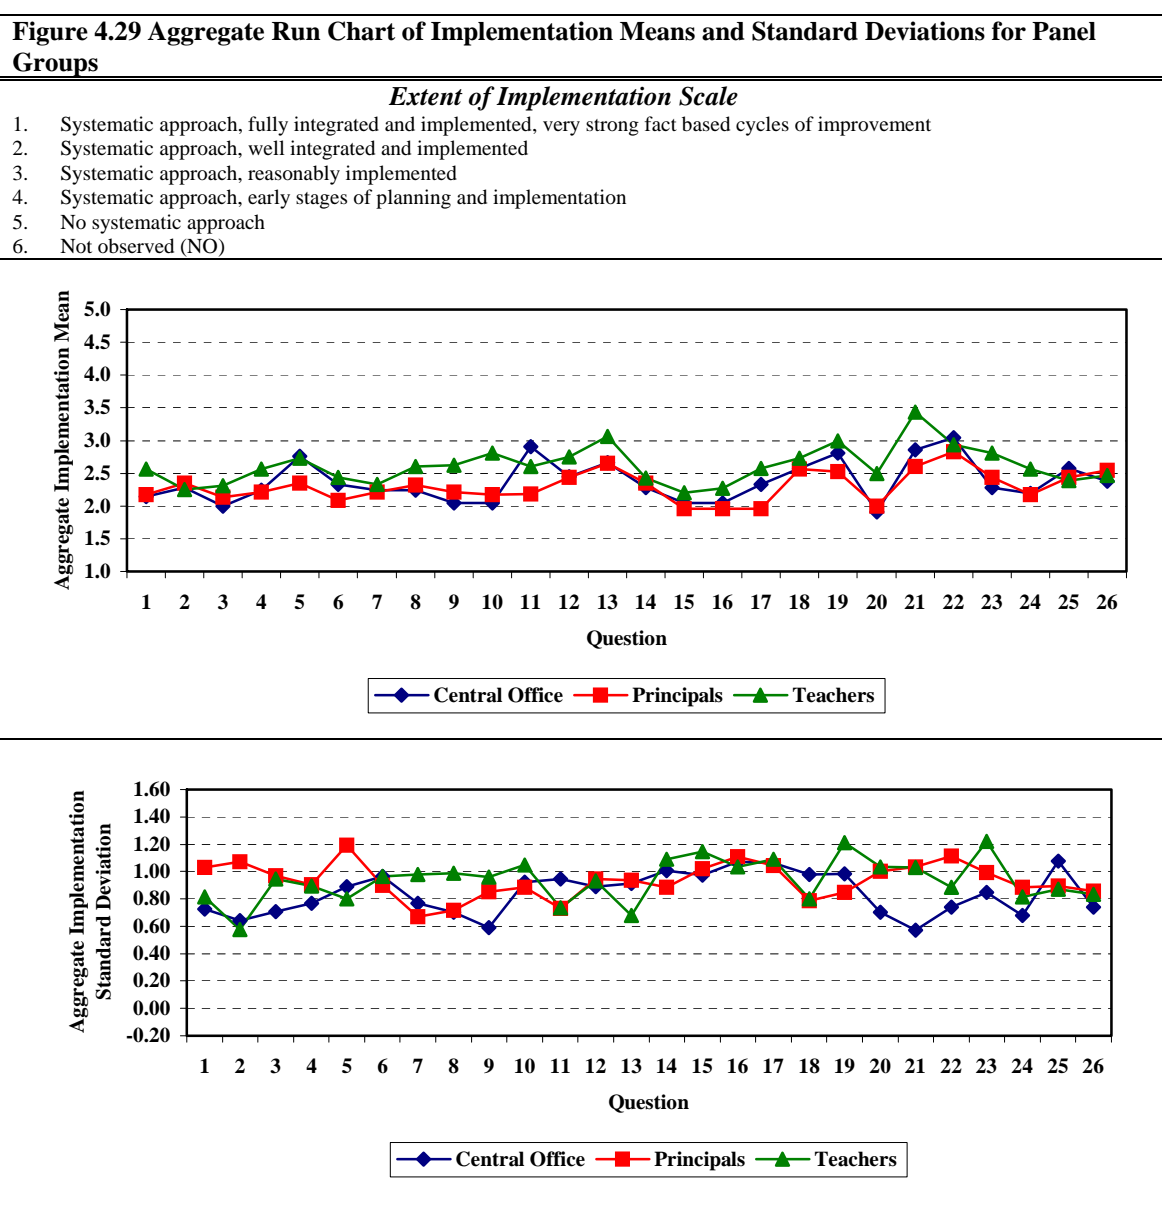 Figure 4.29 Aggregate Run Chart of Implementation Means and Standard Deviations for Panel
Groups
Extent of Implementation Scale
1. Systematic approach, fully integrated and implemented, very strong fact based cycles of improvement
2. Systematic approach, well integrated and implemented
3. Systematic approach, reasonably implemented
4. Systematic approach, early stages of planning and implementation
5. No systematic approach
6. Not observed (NO)
Aggregate Implementation Mean
5.0
4.5
4.0
3.5
3.0
2.5
2.0
1.5
1.0
1 2 3 4 5 6 7 8 9 10 11 12 13 14 15 16 17 18 19 20 21 22 23 24 25 26
Question
Central Office Principals Teachers
Aggregate Implementation
Standard Deviation
1.60
1.40
1.20
1.00
0.80
0.60
0.40
0.20
0.00
-0.20
1 2 3 4 5 6 7 8 9 10 11 12 13 14 15 16 17 18 19 20 21 22 23 24 25 26
Question
Central Office Principals Teachers